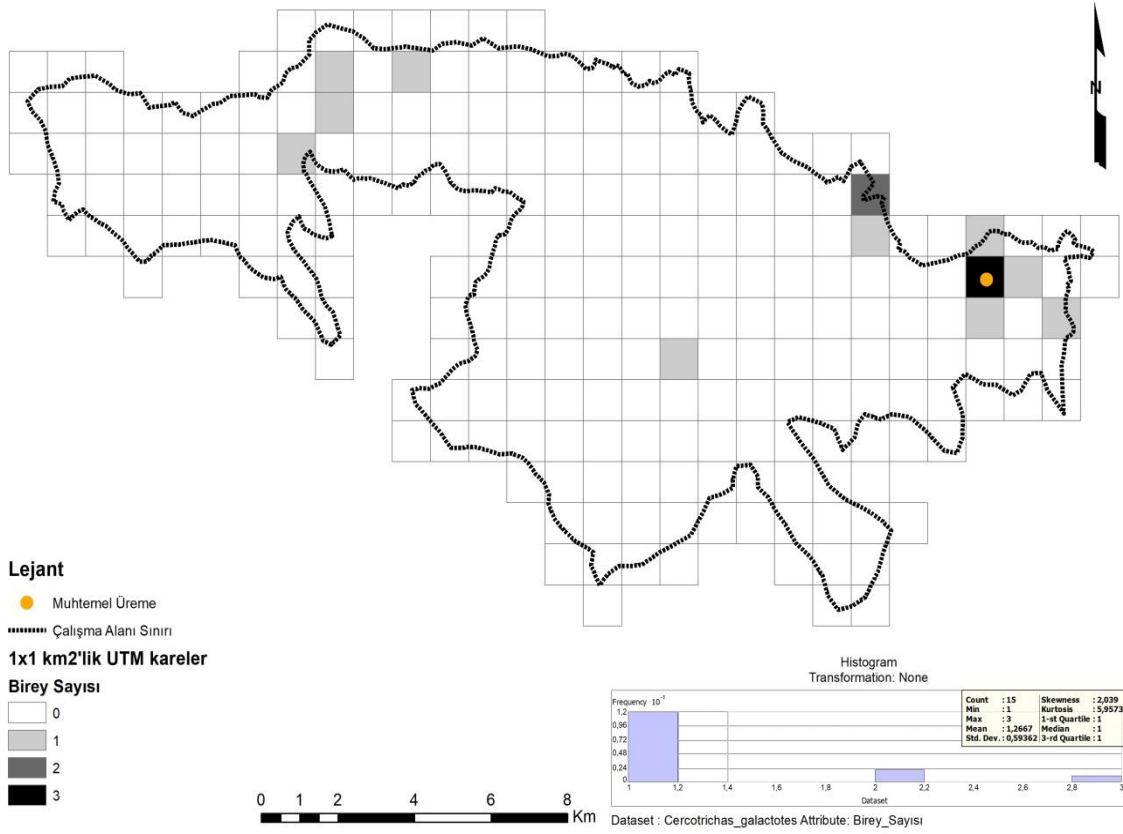 N
Lejant
Muhtemel Üreme
Çalışma Alanı Sınırı
1x1 km2'lik UTM kareler
Birey Sayısı
0
1
2
3
0 1 2 4 6 8
Km
Histogram
Transformation: None
Frequency · 10⁻¹
1,2
0,96
0,72
0,48
0,24
0
1 1,2 1,4 1,6 1,8 2 2,2 2,4 2,6 2,8 3
Dataset
Count : 15 Skewness : 2,039
Min : 1 Kurtosis : 5,9573
Max : 3 1-st Quartile : 1
Mean : 1,2667 Median : 1
Std. Dev. : 0,59362 3-rd Quartile : 1
Dataset : Cercotrichas_galactotes Attribute: Birey_Sayısı